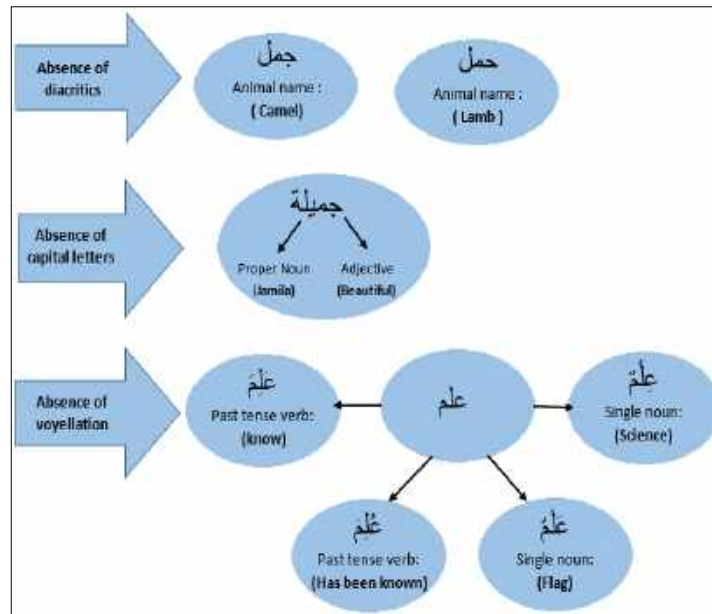 Absence of
diacritics
جمل
Animal name :
( Camel)
حمل
Animal name :
( Lamb )
Absence of
capital letters
جميلة
Proper Noun
(Jamila)
Adjective
(Beautiful)
Absence of
voyellation
عَلِمَ
Past tense verb:
(know)
علم
عِلْمٌ
Single noun:
(Science)
عُلِمَ
Past tense verb:
(Has been known)
عَلَمٌ
Single noun:
(Flag)